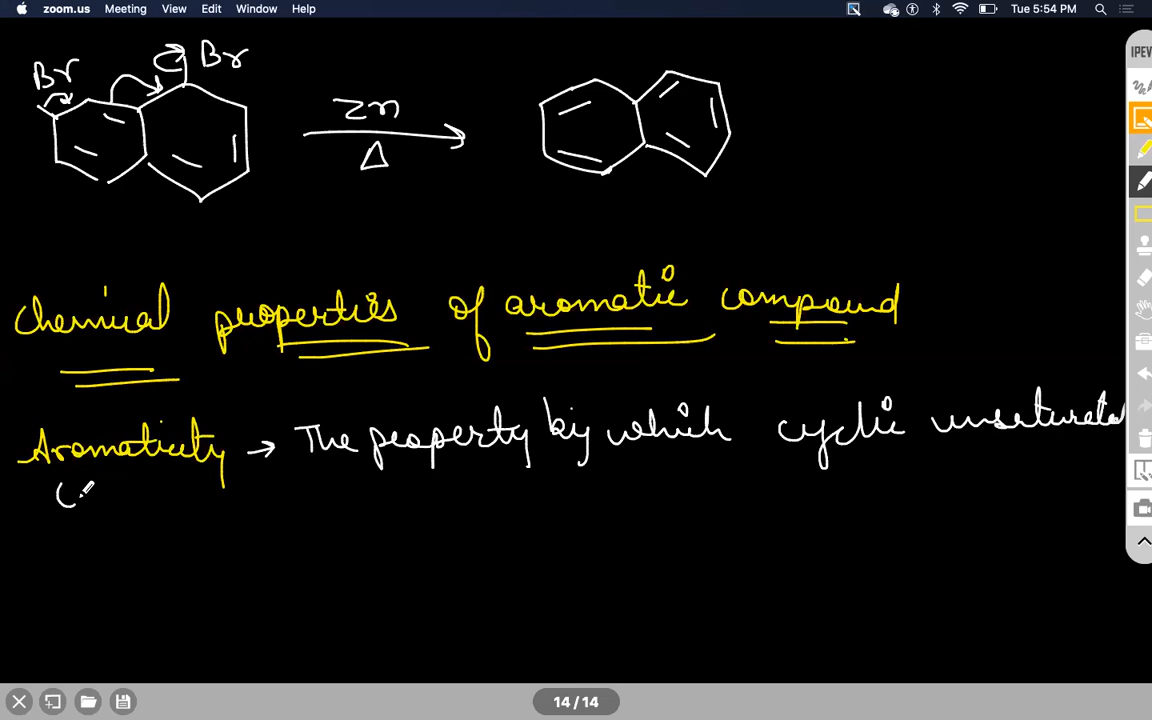 zoom.us Meeting View Edit Window Help Tue 5:54 PM
IPEV
Br Br
Zn
Δ
Chemical properties of aromatic compound
Aromaticity → The property by which cyclic unsaturated
14/14